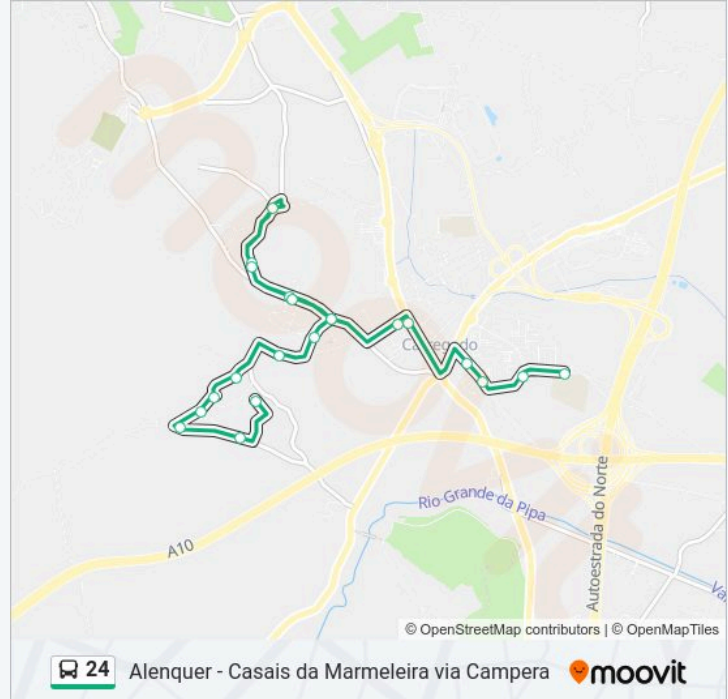 moovit
Carregado
Rio Grande da Pipa
Autoestrada do Norte
A10
© OpenStreetMap contributors | © OpenMapTiles
24 Alenquer - Casais da Marmeleira via Campera moovit